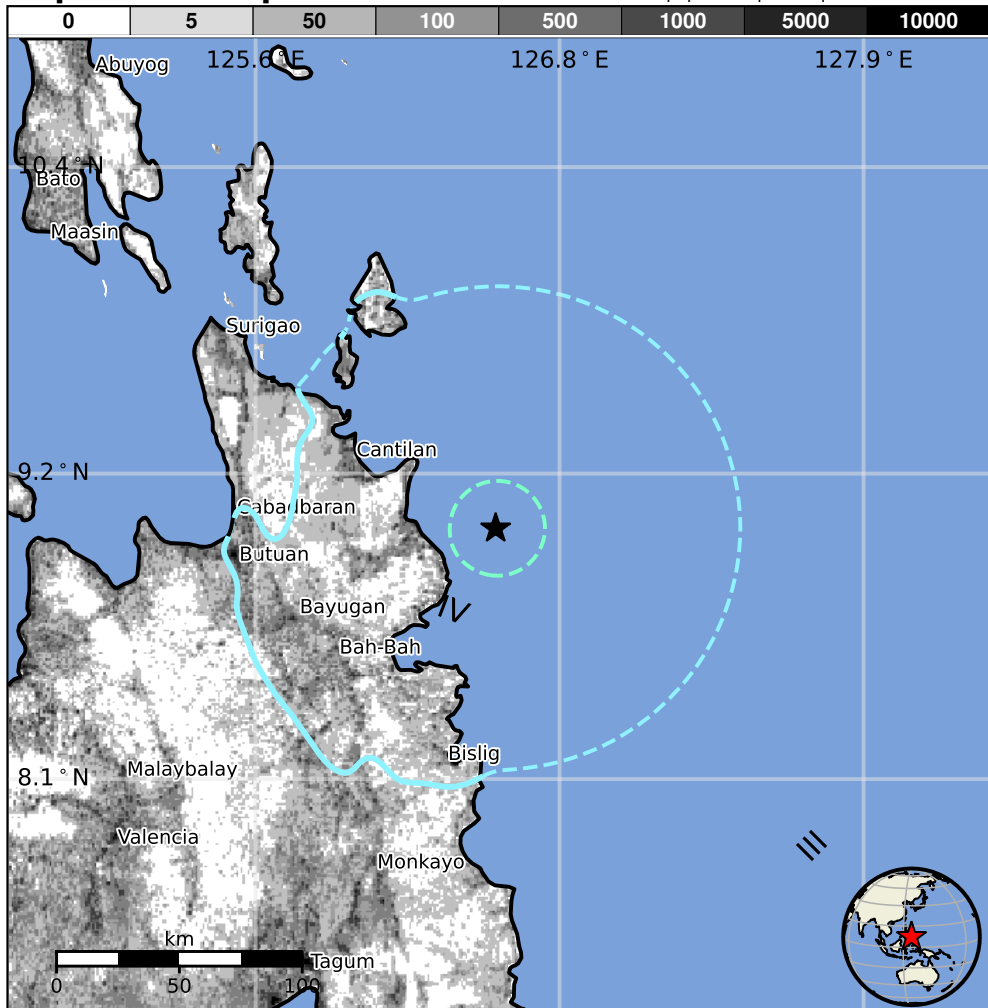 0 5 50 100 500 1000 5000 10000
125.6°E 126.8°E 127.9°E
Abuyog
10.4°N
Bato
Maasin
Surigao
Cantilan
9.2°N
Cabadbaran
Butuan
Bayugan
IV
Bah-Bah
Bislig
Malaybalay
8.1°N
Valencia
III
Monkayo
km
Tagum
0 50 100